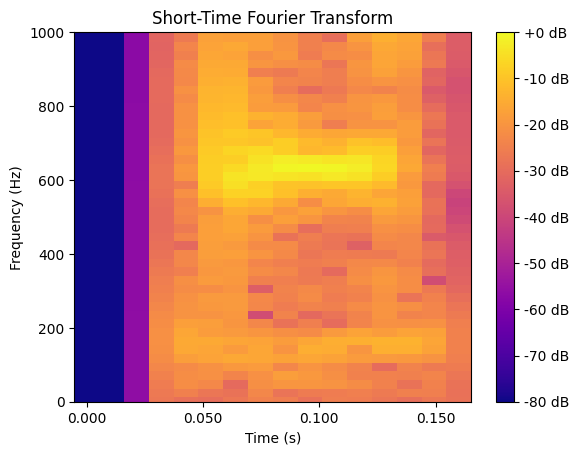 Short-Time Fourier Transform
1000
800
600
400
200
0
Frequency (Hz)
0.000
0.050
0.100
0.150
Time (s)
+0 dB
-10 dB
-20 dB
-30 dB
-40 dB
-50 dB
-60 dB
-70 dB
-80 dB